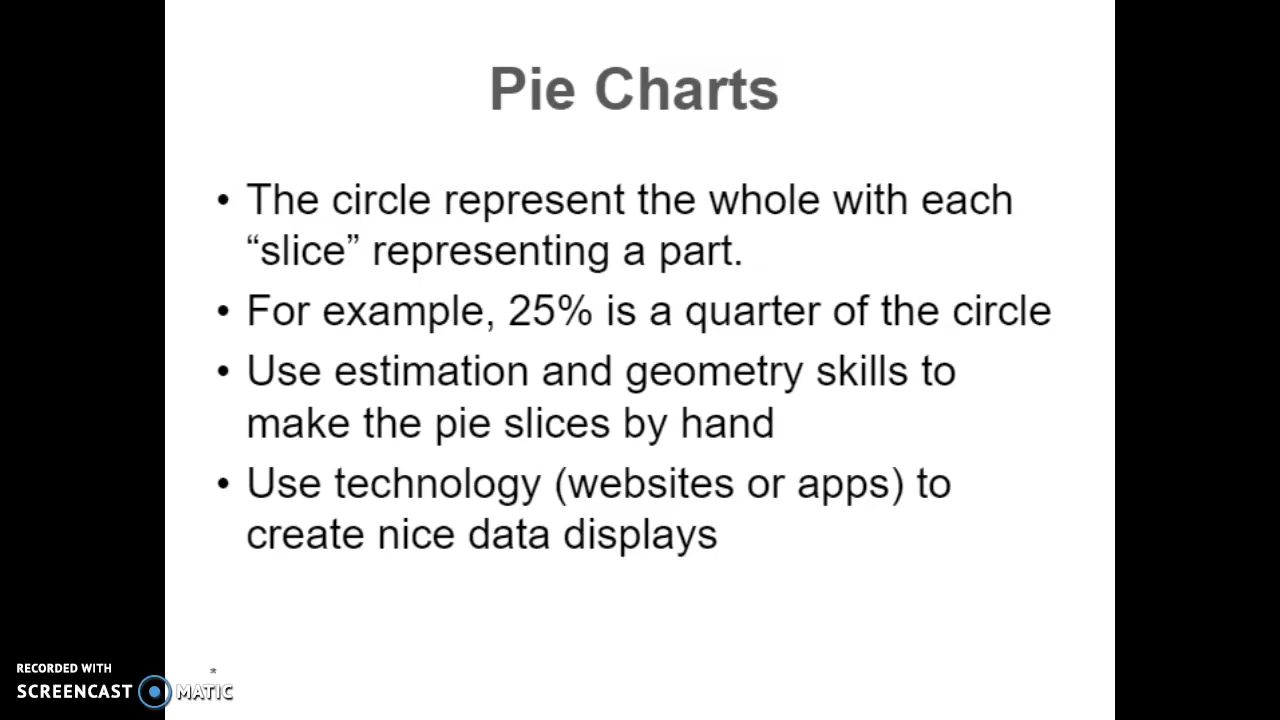 Pie Charts
• The circle represent the whole with each
“slice” representing a part.
• For example, 25% is a quarter of the circle
• Use estimation and geometry skills to
make the pie slices by hand
• Use technology (websites or apps) to
create nice data displays
*
RECORDED WITH
SCREENCAST MATIC